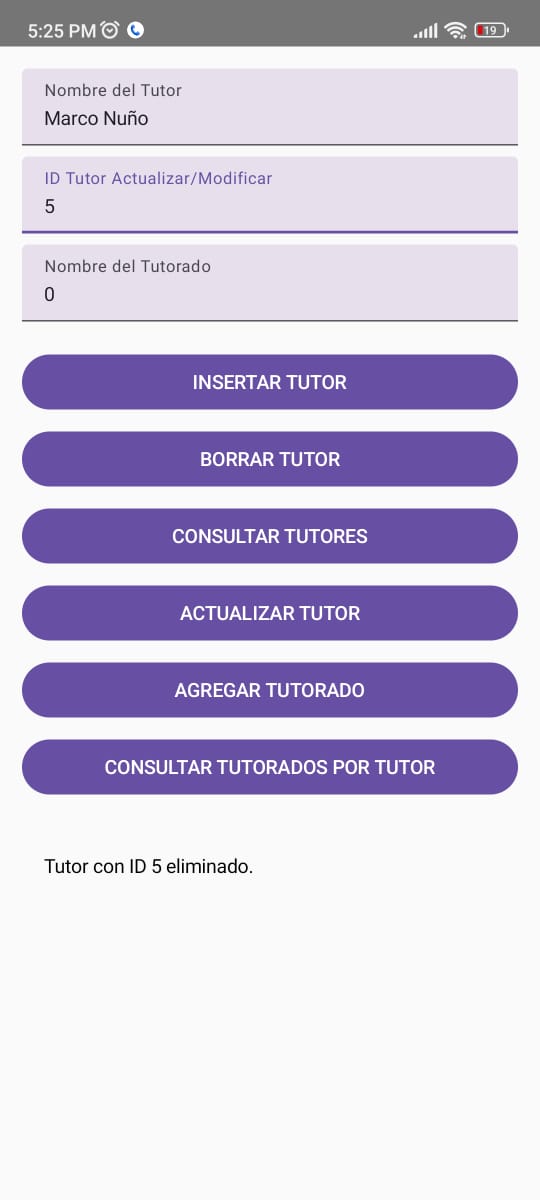 5:25 PM
19
Nombre del Tutor
Marco Nuño
ID Tutor Actualizar/Modificar
5
Nombre del Tutorado
0
INSERTAR TUTOR
BORRAR TUTOR
CONSULTAR TUTORES
ACTUALIZAR TUTOR
AGREGAR TUTORADO
CONSULTAR TUTORADOS POR TUTOR
Tutor con ID 5 eliminado.